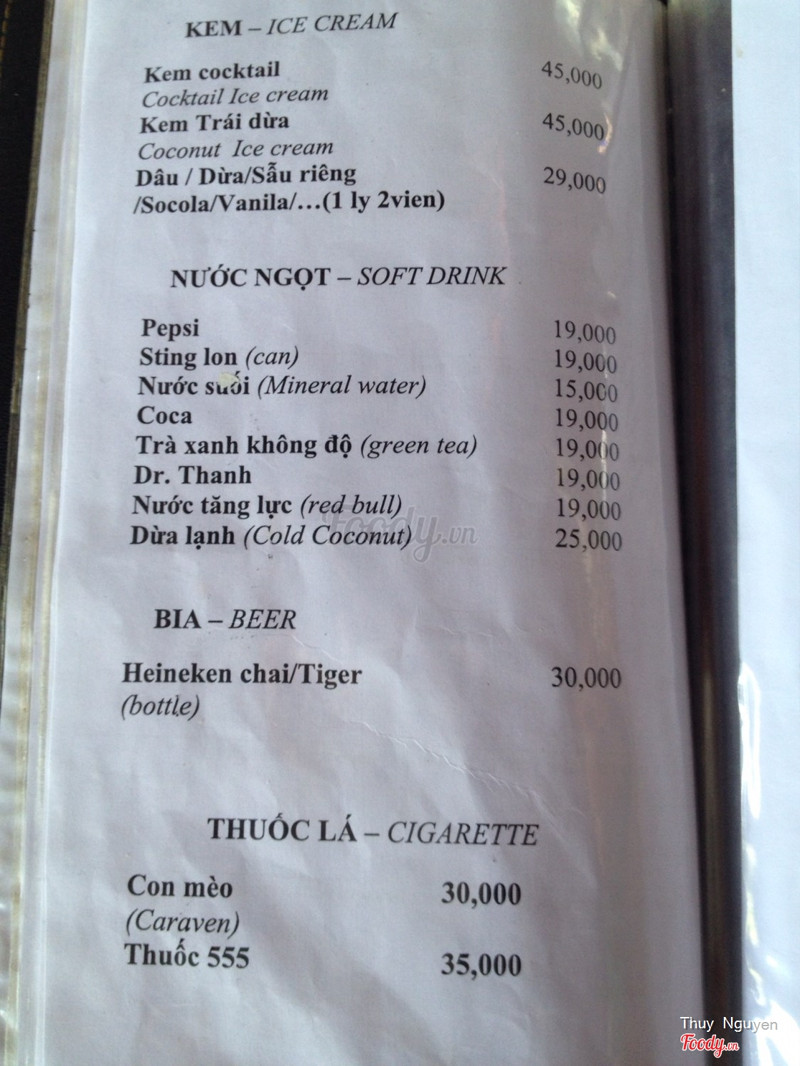 KEM – ICE CREAM
Kem cocktail 45,000
Cocktail Ice cream
Kem Trái dừa 45,000
Coconut Ice cream
Dâu / Dừa/Sẫu riêng 29,000
/Socola/Vanila/…(1 ly 2vien)
NƯỚC NGỌT – SOFT DRINK
Pepsi 19,000
Sting lon (can) 19,000
Nước suối (Mineral water) 15,000
Coca 19,000
Trà xanh không độ (green tea) 19,000
Dr. Thanh 19,000
Nước tăng lực (red bull) 19,000
Dừa lạnh (Cold Coconut) 25,000
Foody.vn
BIA – BEER
Heineken chai/Tiger 30,000
(bottle)
THUỐC LÁ – CIGARETTE
Con mèo 30,000
(Caraven)
Thuốc 555 35,000
Thuy Nguyen
Foody.vn